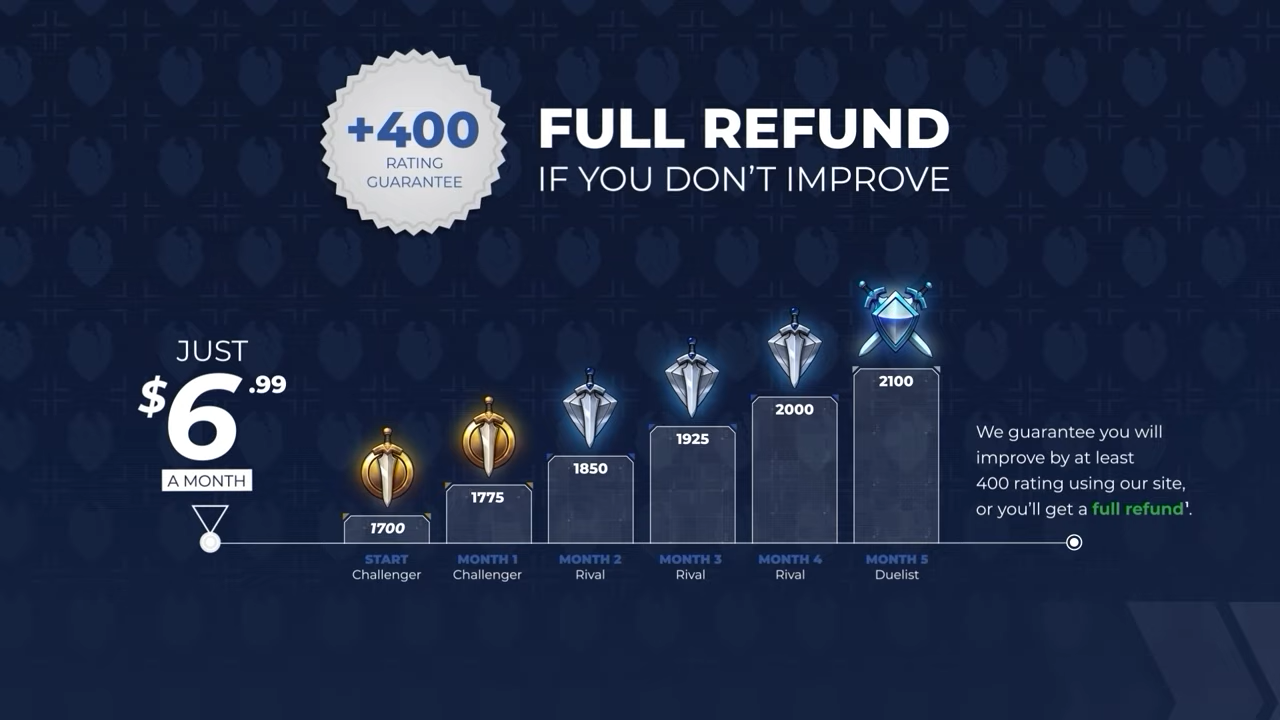 +400
RATING
GUARANTEE
FULL REFUND
IF YOU DON'T IMPROVE
JUST
$6.99
A MONTH
1700
1775
1850
1925
2000
2100
START
Challenger
MONTH 1
Challenger
MONTH 2
Rival
MONTH 3
Rival
MONTH 4
Rival
MONTH 5
Duelist
We guarantee you will
improve by at least
400 rating using our site,
or you'll get a full refund¹.